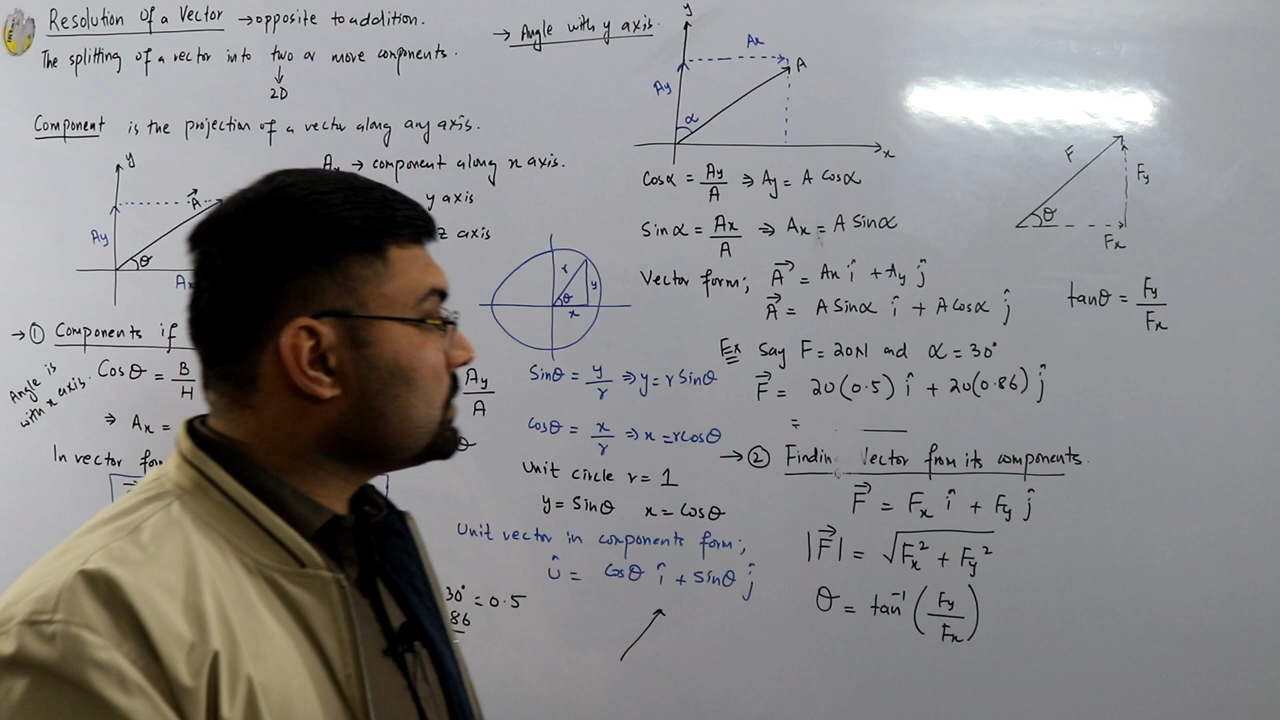 Resolution of a Vector → opposite to addition.
The splitting of a vector into two or more components.
↓
2D
Component is the projection of a vector along any axis.
y
A⃗
Ay
θ
Ax
→ component along x axis.
y axis
z axis
→ ① Components if
Angle is with x axis.
Cosθ = B/H
Ay/A
⇒ Ax =
θ
In vector for
30° = 0.5
86
r
y
θ
x
Sinθ = y/r ⇒ y = r Sinθ
Cosθ = x/r ⇒ x = r Cosθ
Unit circle r = 1
y = Sinθ x = Cosθ
Unit vector in components form;
û = Cosθ î + Sinθ ĵ
→ Angle with y axis.
y
Ax
A
Ay
α
x
Cosα = Ay/A ⇒ Ay = A Cosα
Sinα = Ax/A ⇒ Ax = A Sinα
Vector form; A⃗ = Ax î + Ay ĵ
A⃗ = A Sinα î + A Cosα ĵ
Ex Say F = 20N and α = 30°
F⃗ = 20(0.5) î + 20(0.86) ĵ
=
→ ② Findin Vector from its components.
F⃗ = Fx î + Fy ĵ
|F⃗| = √(Fx² + Fy²)
θ = tan⁻¹ (Fy/Fx)
F
Fy
θ
Fx
tanθ = Fy/Fx